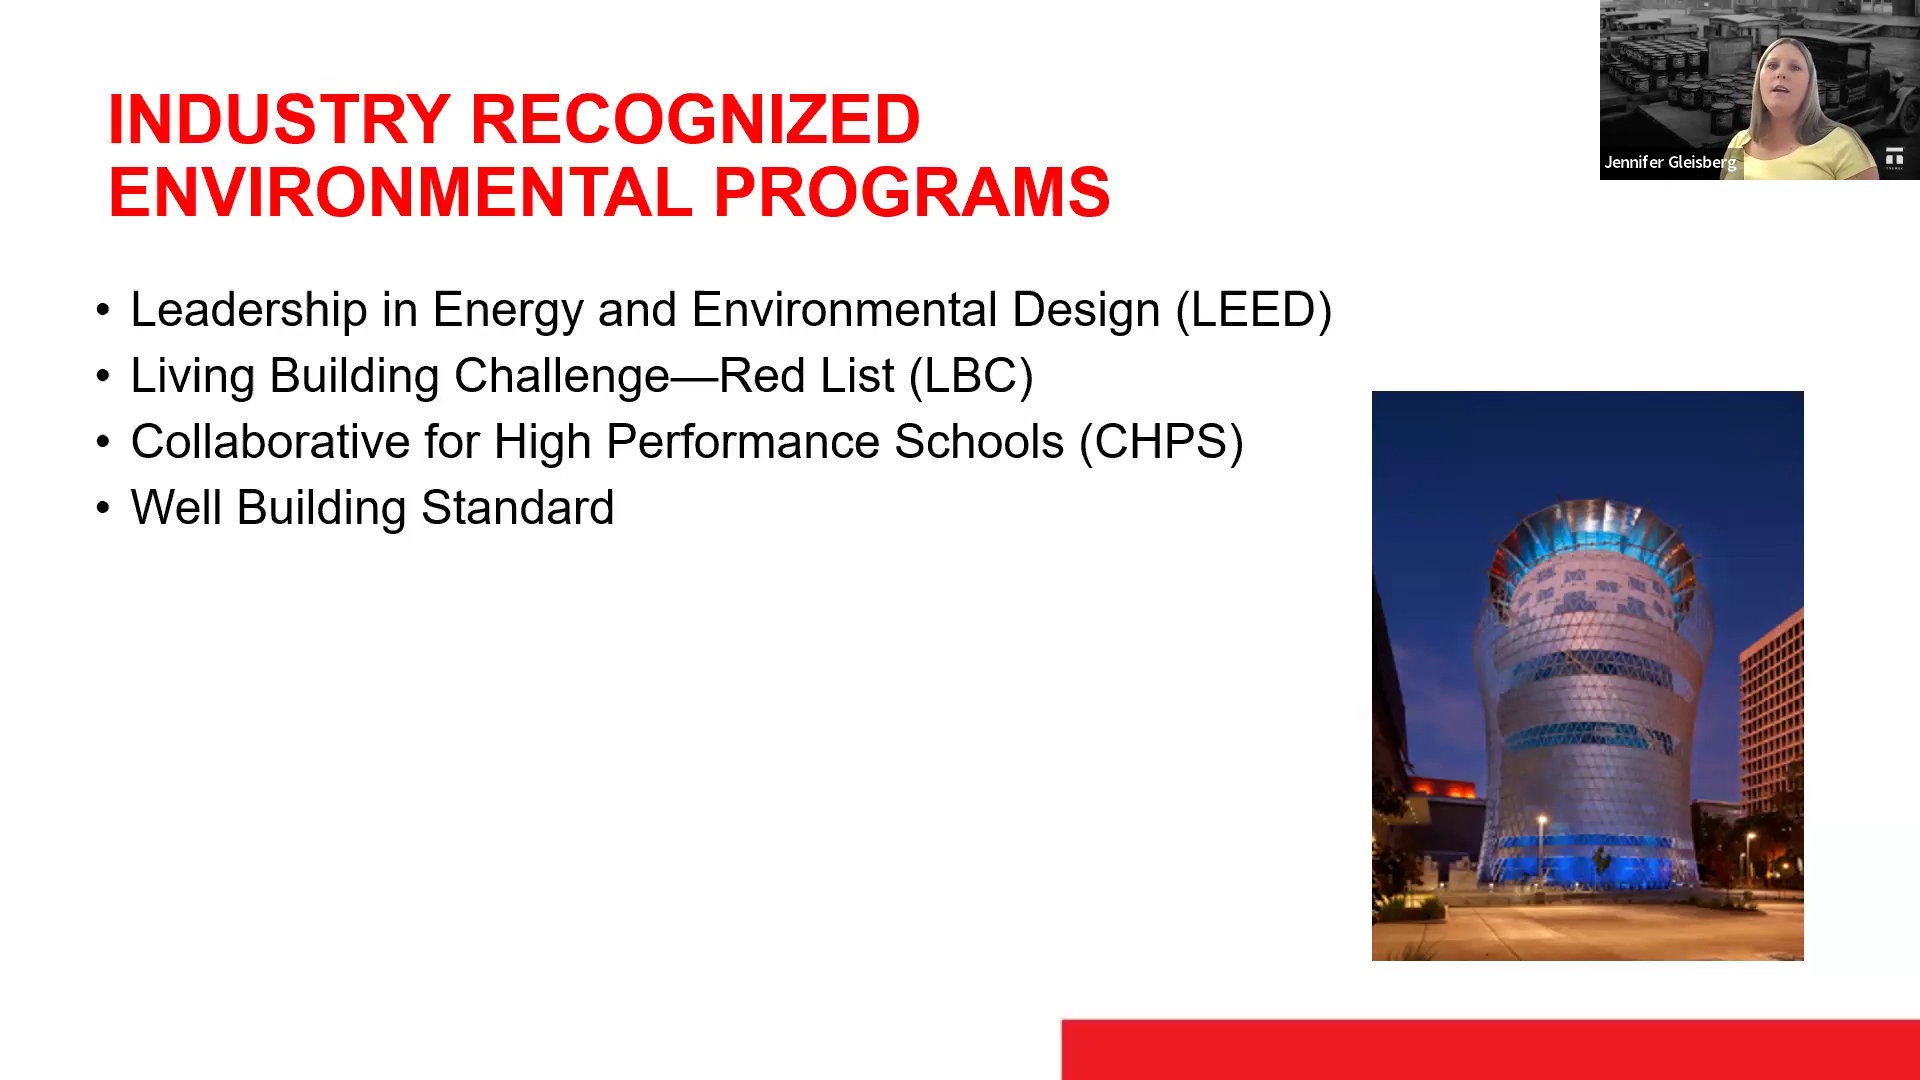 INDUSTRY RECOGNIZED
ENVIRONMENTAL PROGRAMS
Jennifer Gleisberg
• Leadership in Energy and Environmental Design (LEED)
• Living Building Challenge—Red List (LBC)
• Collaborative for High Performance Schools (CHPS)
• Well Building Standard